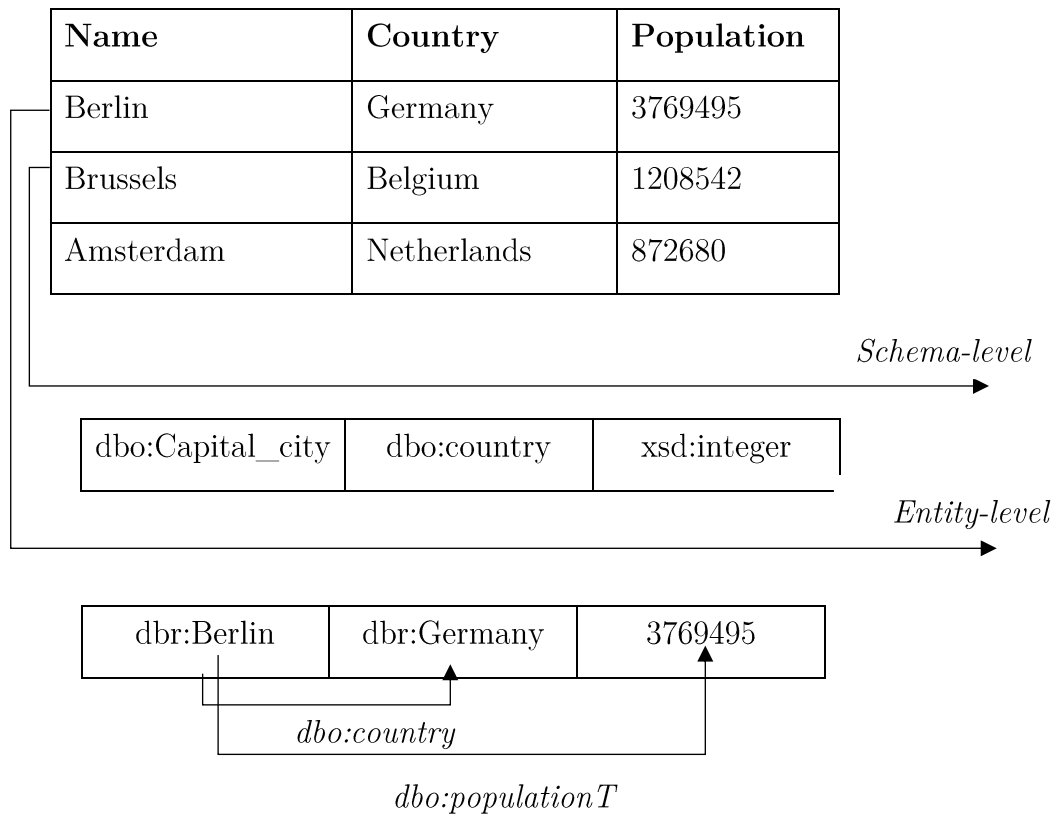 Name Country Population
Berlin Germany 3769495
Brussels Belgium 1208542
Amsterdam Netherlands 872680
Schema-level
dbo:Capital_city dbo:country xsd:integer
Entity-level
dbr:Berlin dbr:Germany 3769495
dbo:country
dbo:populationT